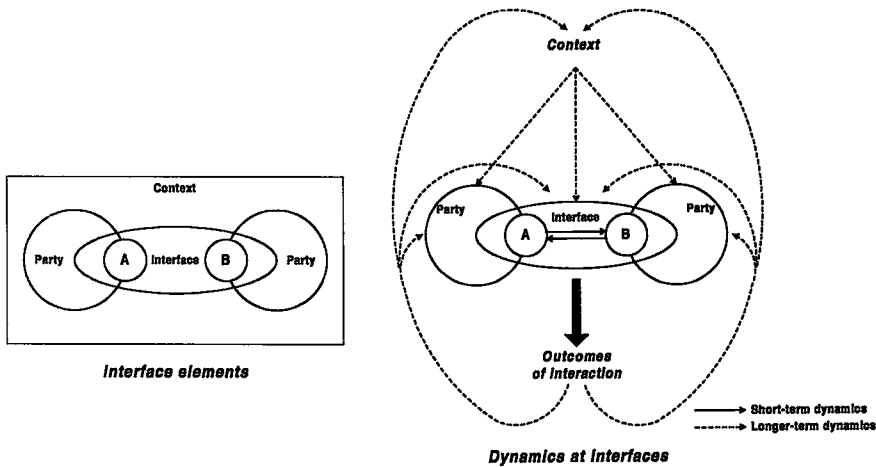 Context
Party
A
Interface
B
Party
Interface elements
Context
Party
Interface
Party
A
B
Outcomes
of interaction
Short-term dynamics
Longer-term dynamics
Dynamics at interfaces